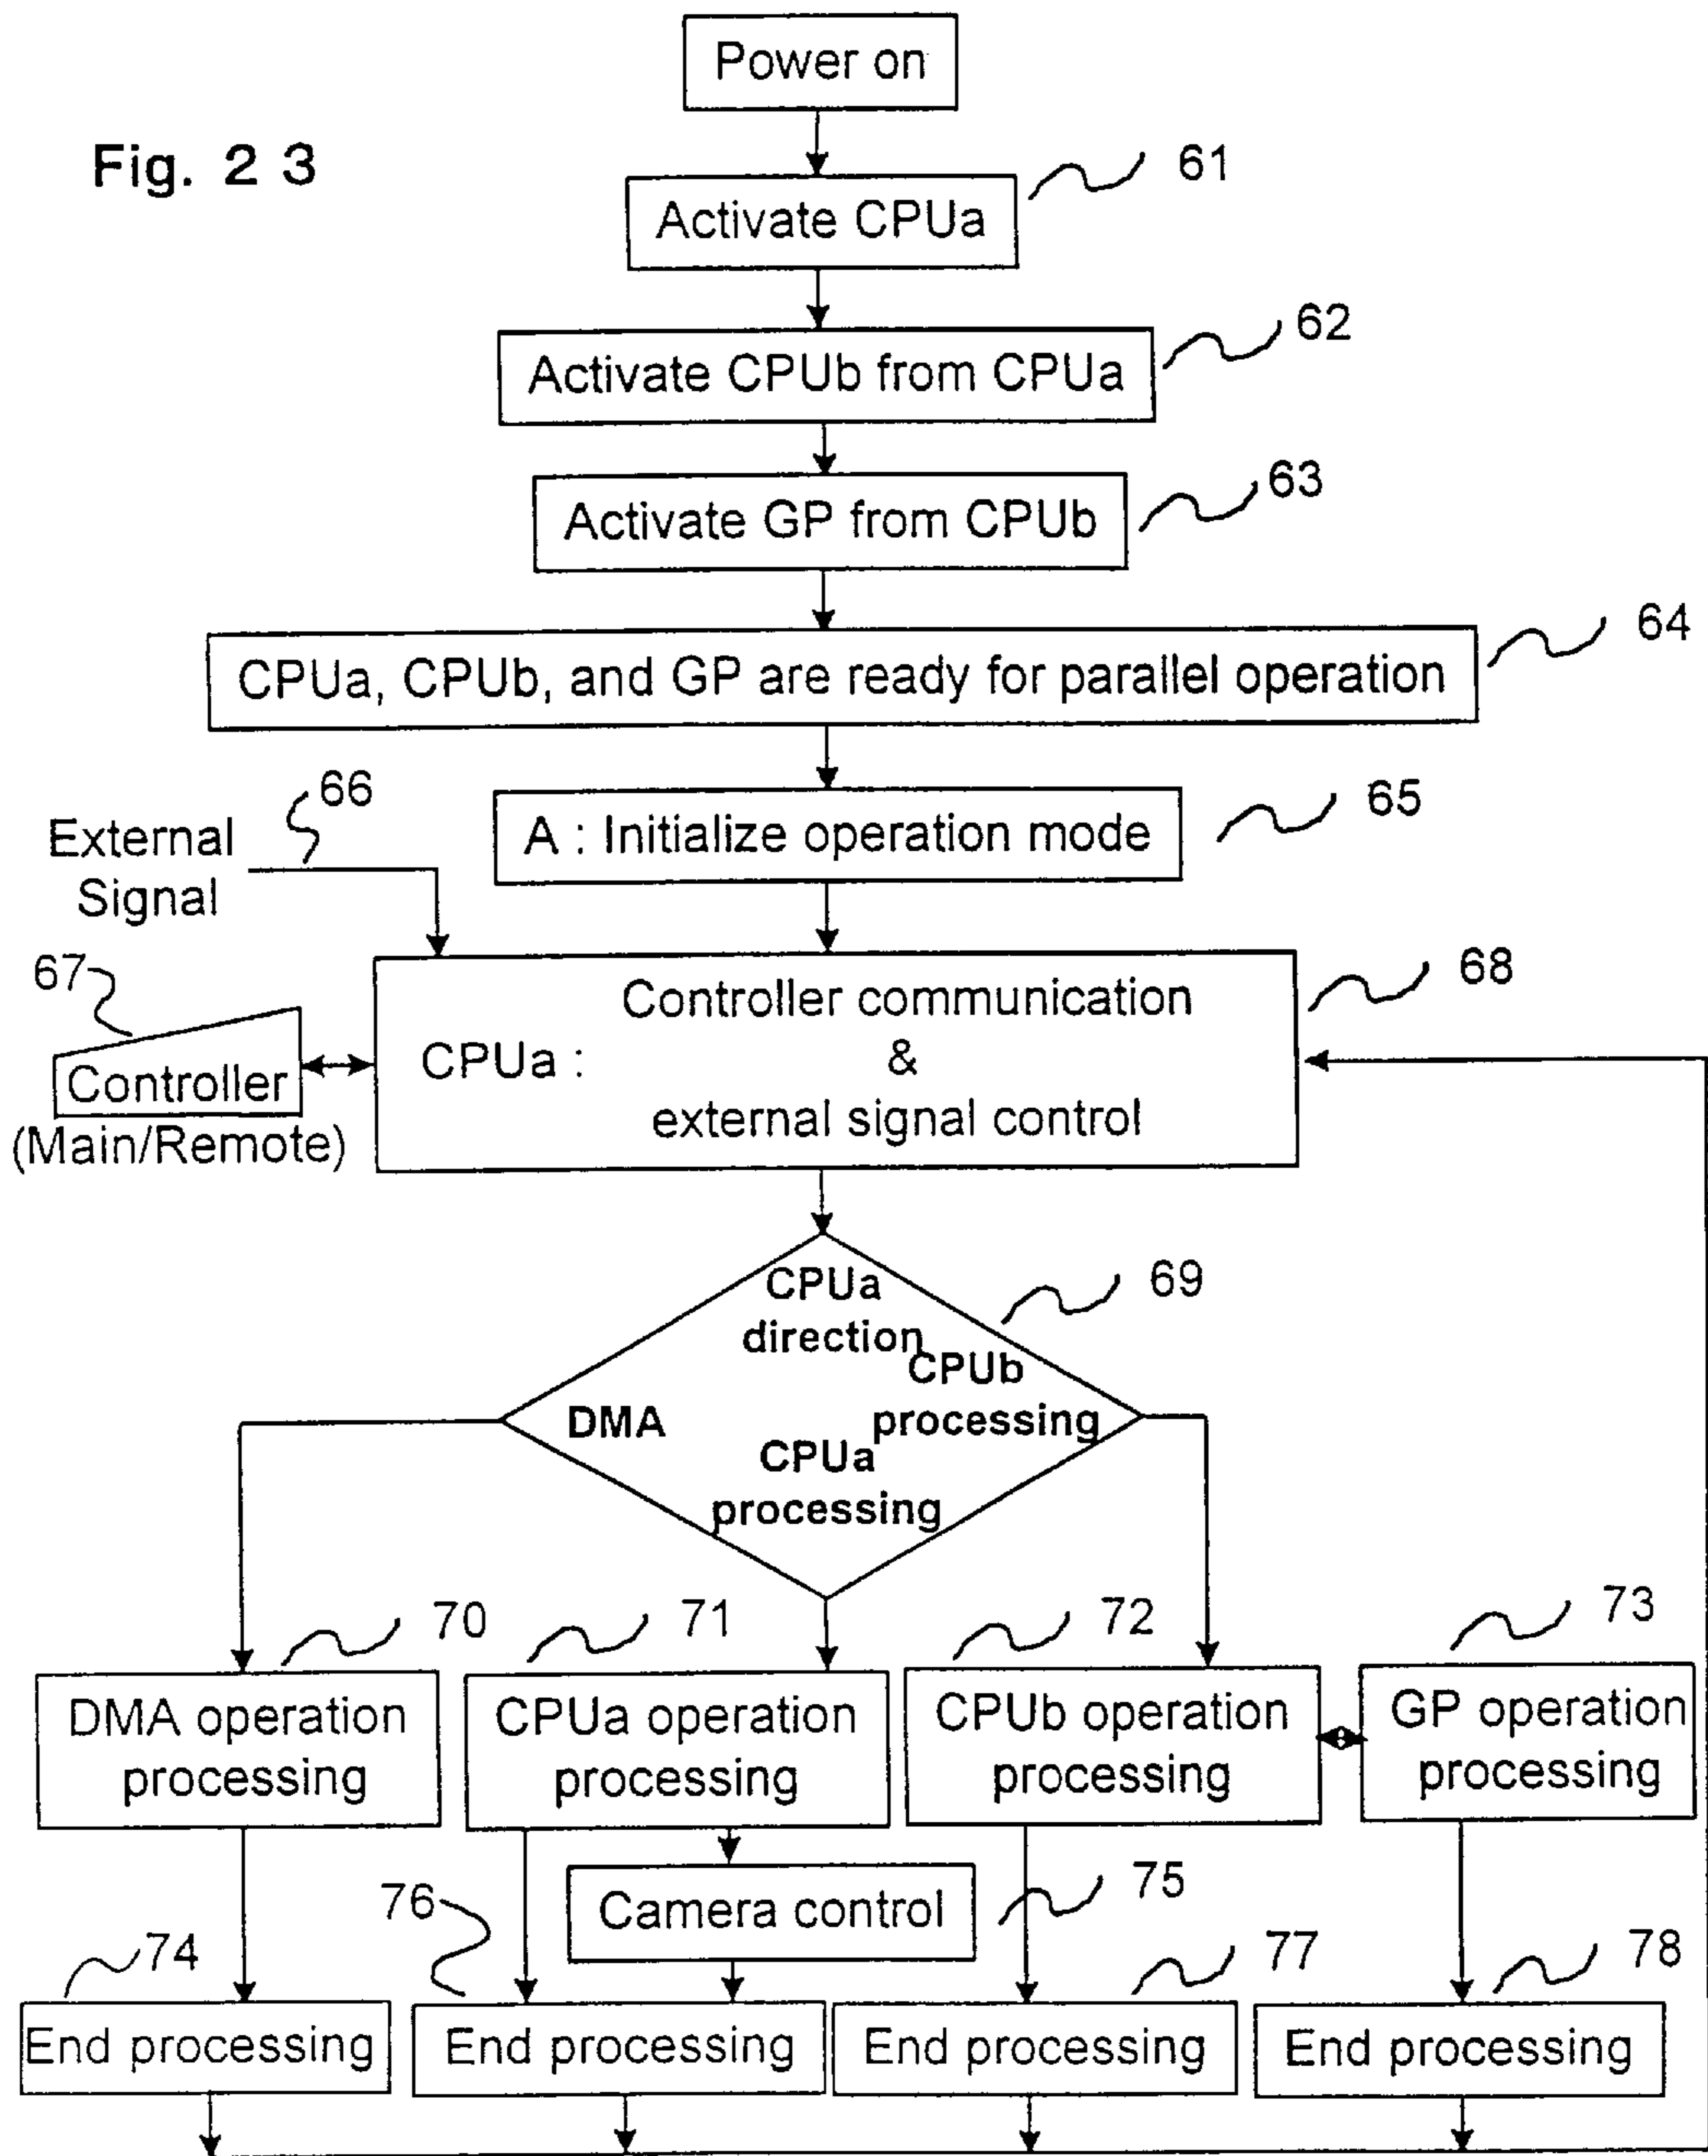 Power on
Fig. 23
61
Activate CPUa
62
Activate CPUb from CPUa
63
Activate GP from CPUb
64
CPUa, CPUb, and GP are ready for parallel operation
66
65
External
Signal
A : Initialize operation mode
67
68
Controller communication
CPUa :
&
external signal control
Controller
(Main/Remote)
69
CPUa
direction
CPUb
processing
DMA
CPUa
processing
70
71
72
73
DMA operation
processing
CPUa operation
processing
CPUb operation
processing
GP operation
processing
76
Camera control
75
74
77
78
End processing
End processing
End processing
End processing